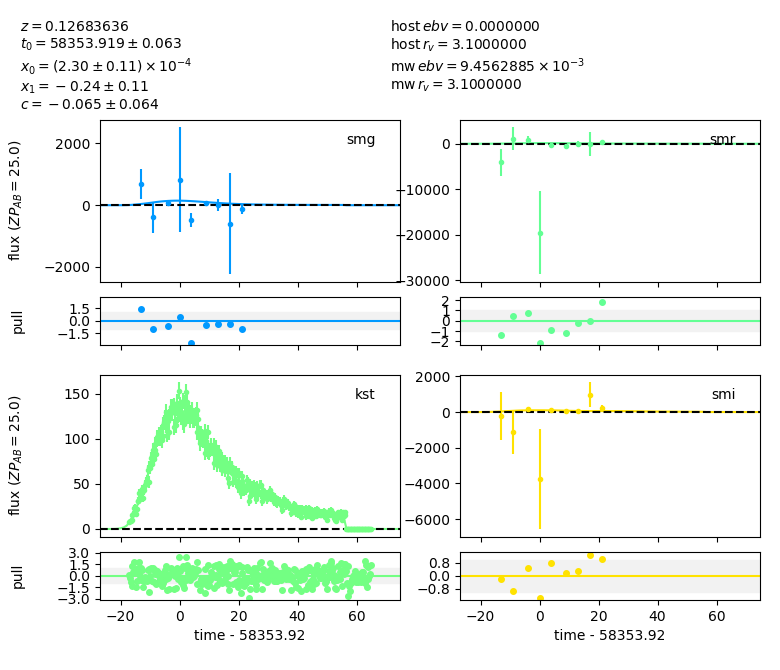 z = 0.12683636
t₀ = 58353.919 ± 0.063
x₀ = (2.30 ± 0.11) × 10⁻⁴
x₁ = −0.24 ± 0.11
c = −0.065 ± 0.064
host ebv = 0.0000000
host r_v = 3.1000000
mw ebv = 9.4562885 × 10⁻³
mw r_v = 3.1000000
flux (ZP_AB = 25.0)
2000
0
−2000
smg
0
−10000
−20000
−30000
smr
pull
1.5
0.0
−1.5
2
1
0
−1
−2
flux (ZP_AB = 25.0)
150
100
50
0
kst
2000
0
−2000
−4000
−6000
smi
pull
3.0
1.5
0.0
−1.5
−3.0
−20 0 20 40 60
time - 58353.92
0.8
0.0
−0.8
−20 0 20 40 60
time - 58353.92